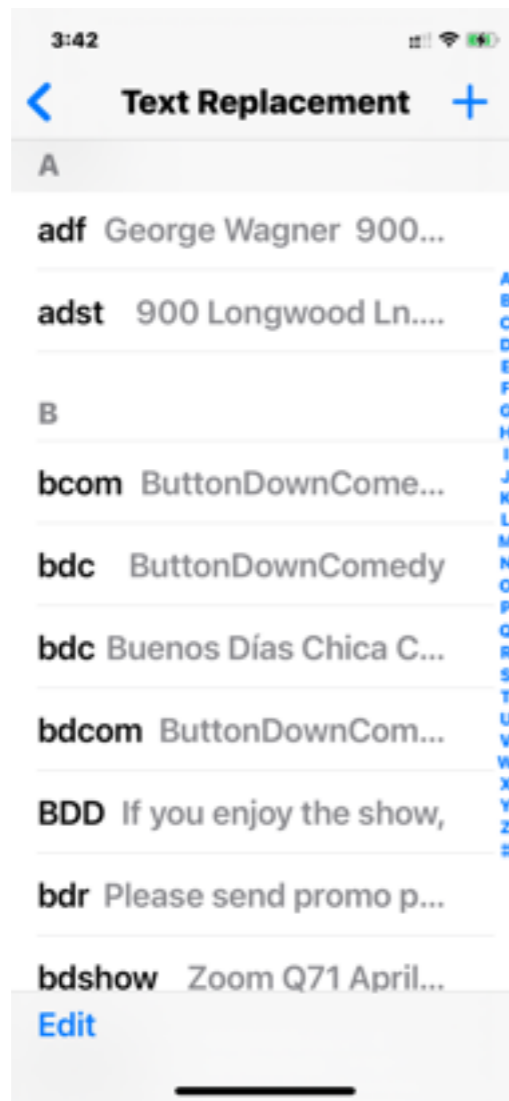 3:42
Text Replacement +
A
adf George Wagner 900...
adst 900 Longwood Ln....
B
bcom ButtonDownCome...
bdc ButtonDownComedy
bdc Buenos Días Chica C...
bdcom ButtonDownCom...
BDD If you enjoy the show,
bdr Please send promo p...
bdshow Zoom Q71 April...
Edit
A
B
C
D
E
F
G
H
I
J
K
L
M
N
O
P
Q
R
S
T
U
V
W
X
Y
Z
#